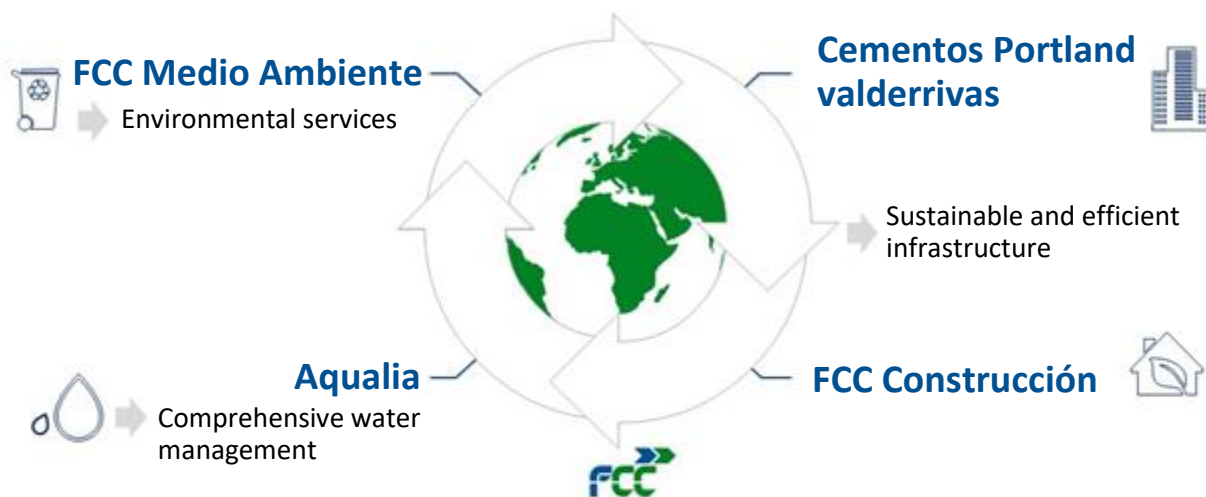 FCC Medio Ambiente
Environmental services
Cementos Portland
valderrivas
Sustainable and efficient
infrastructure
Aqualia
Comprehensive water
management
FCC Construcción
FCC